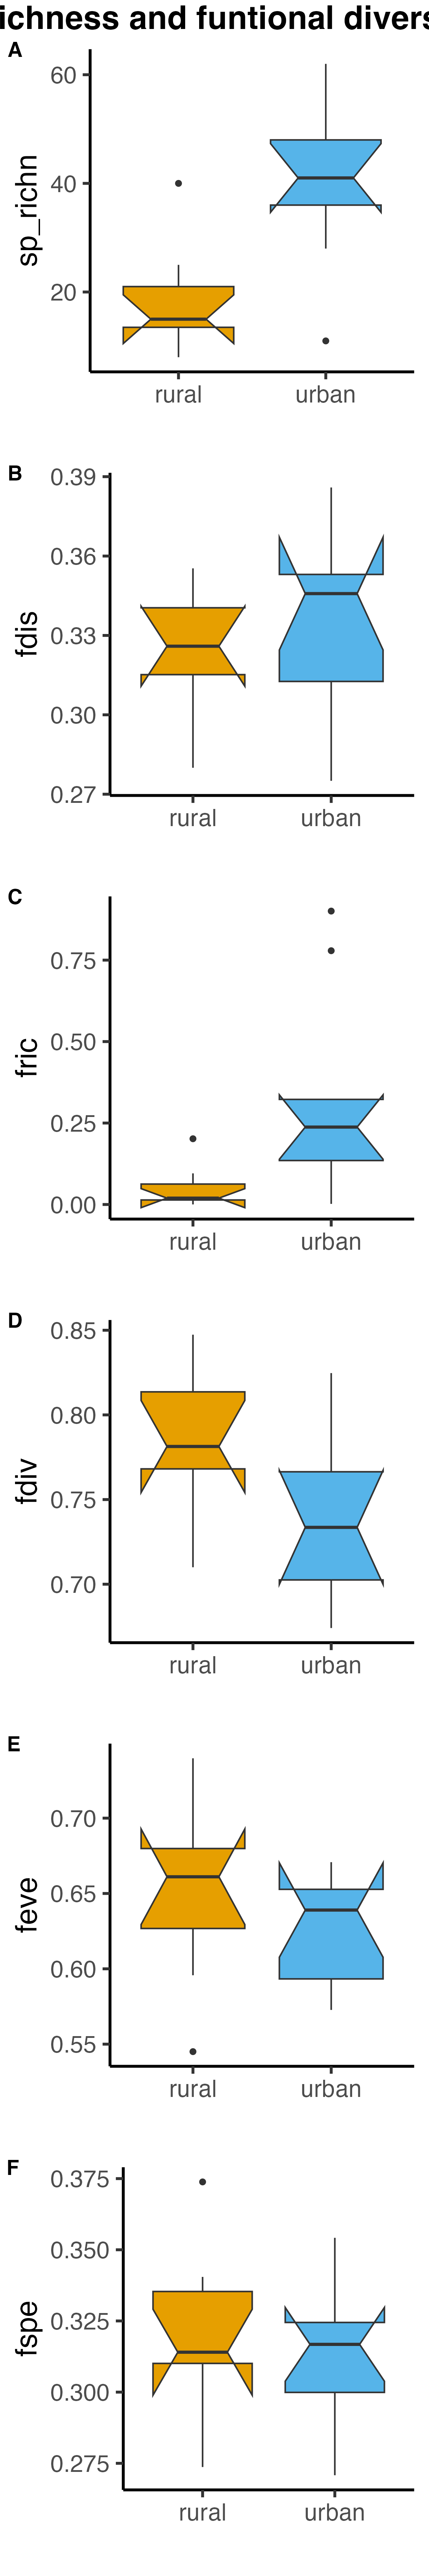 ichness and funtional divers
A
60
40
20
sp_richn
rural urban
B
0.39
0.36
0.33
0.30
0.27
fdis
rural urban
C
0.75
0.50
0.25
0.00
fric
rural urban
D
0.85
0.80
0.75
0.70
fdiv
rural urban
E
0.70
0.65
0.60
0.55
feve
rural urban
F
0.375
0.350
0.325
0.300
0.275
fspe
rural urban